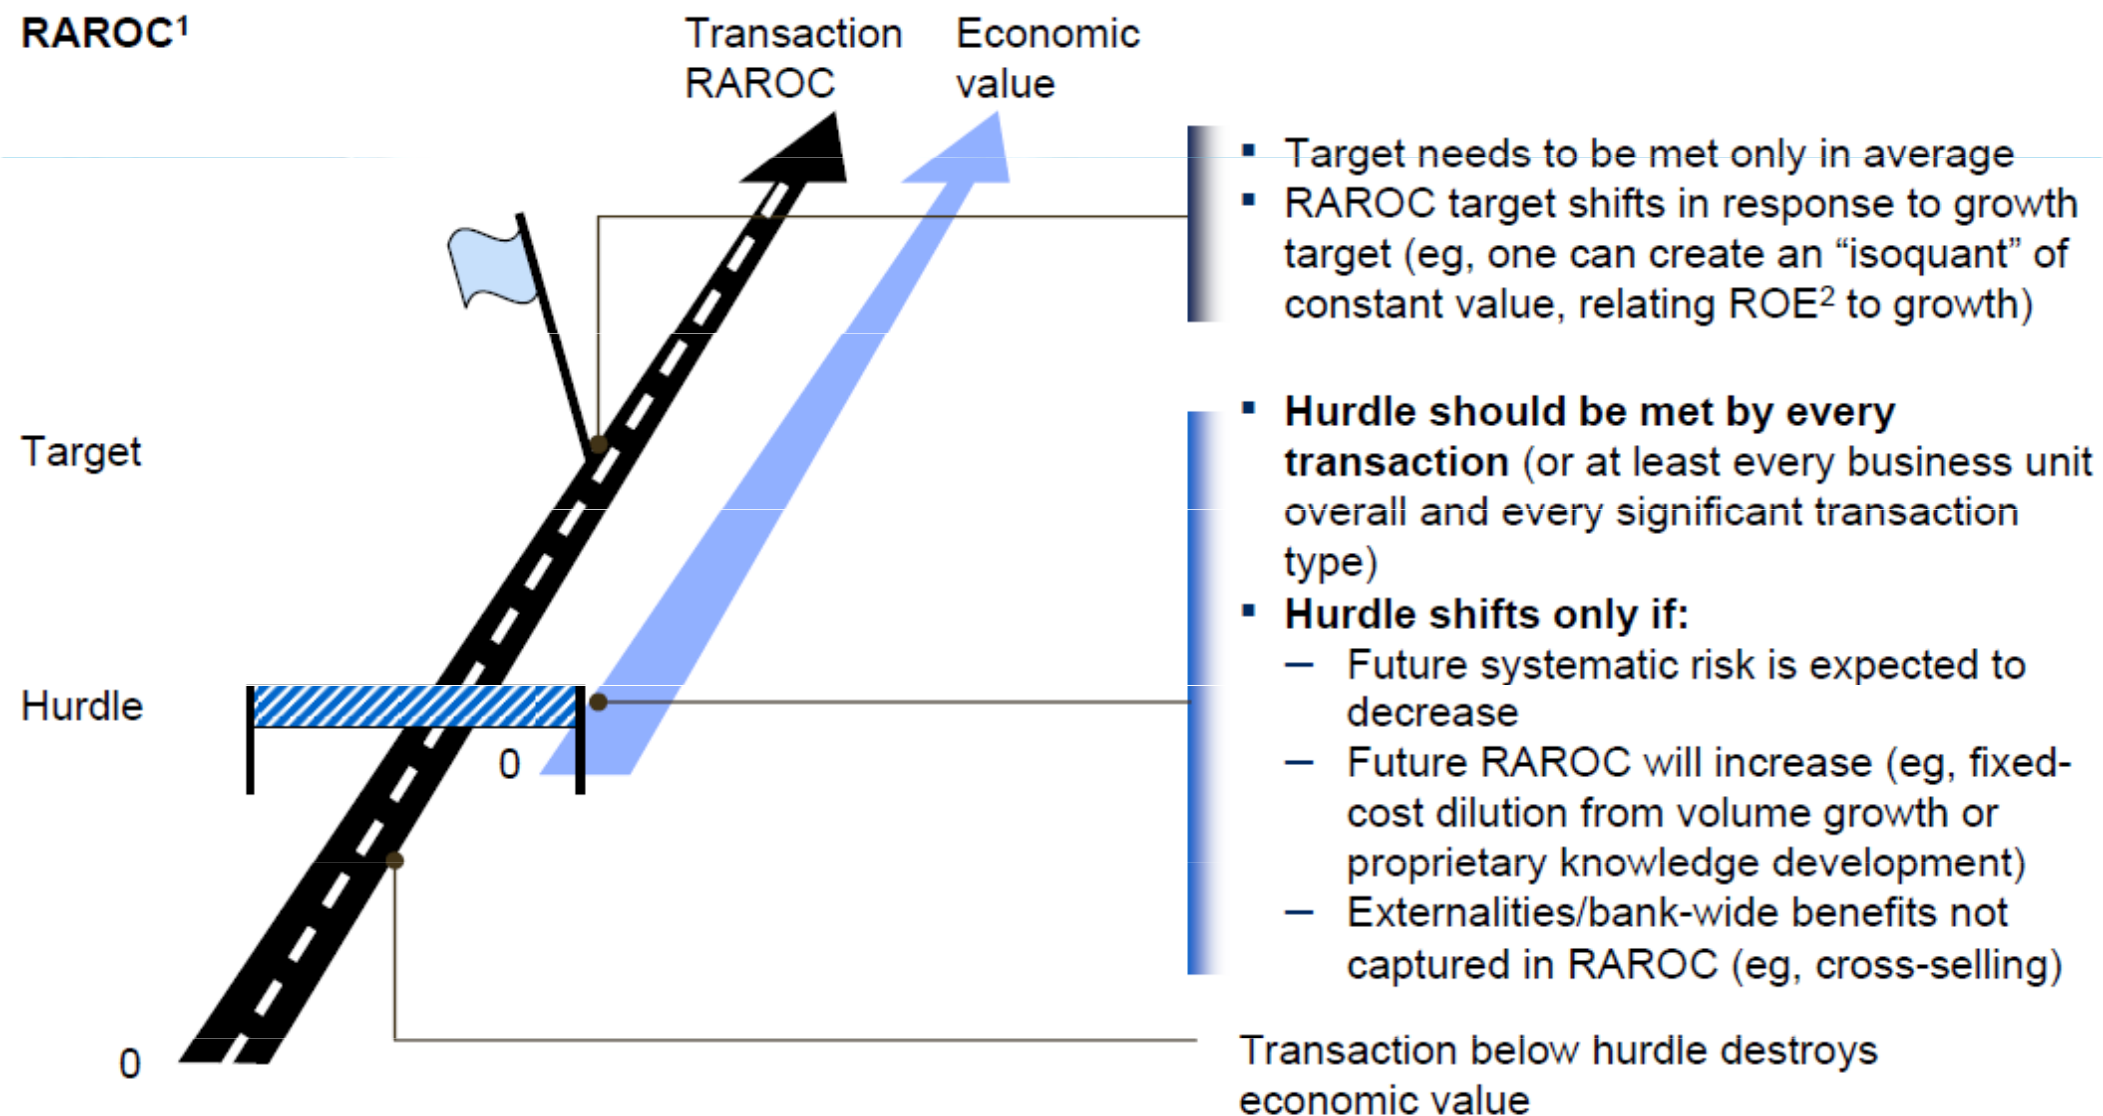 RAROC¹
Transaction
RAROC
Economic
value
▪ Target needs to be met only in average
▪ RAROC target shifts in response to growth
target (eg, one can create an “isoquant” of
constant value, relating ROE² to growth)
Target
▪ Hurdle should be met by every
transaction (or at least every business unit
overall and every significant transaction
type)
▪ Hurdle shifts only if:
– Future systematic risk is expected to
decrease
– Future RAROC will increase (eg, fixed-
cost dilution from volume growth or
proprietary knowledge development)
– Externalities/bank-wide benefits not
captured in RAROC (eg, cross-selling)
Hurdle
0
0
Transaction below hurdle destroys
economic value